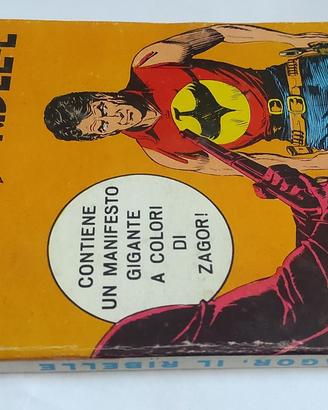 CONTIENE
UN MANIFESTO
GIGANTE
A COLORI
DI
ZAGOR!
GOR, IL RIBELLE